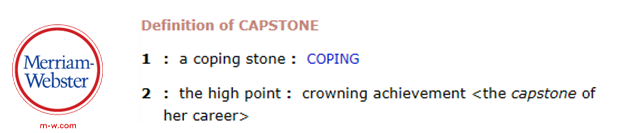 Definition of CAPSTONE
1 : a coping stone : COPING
Merriam-
Webster
2 : the high point : crowning achievement <the capstone of
her career>
m-w.com